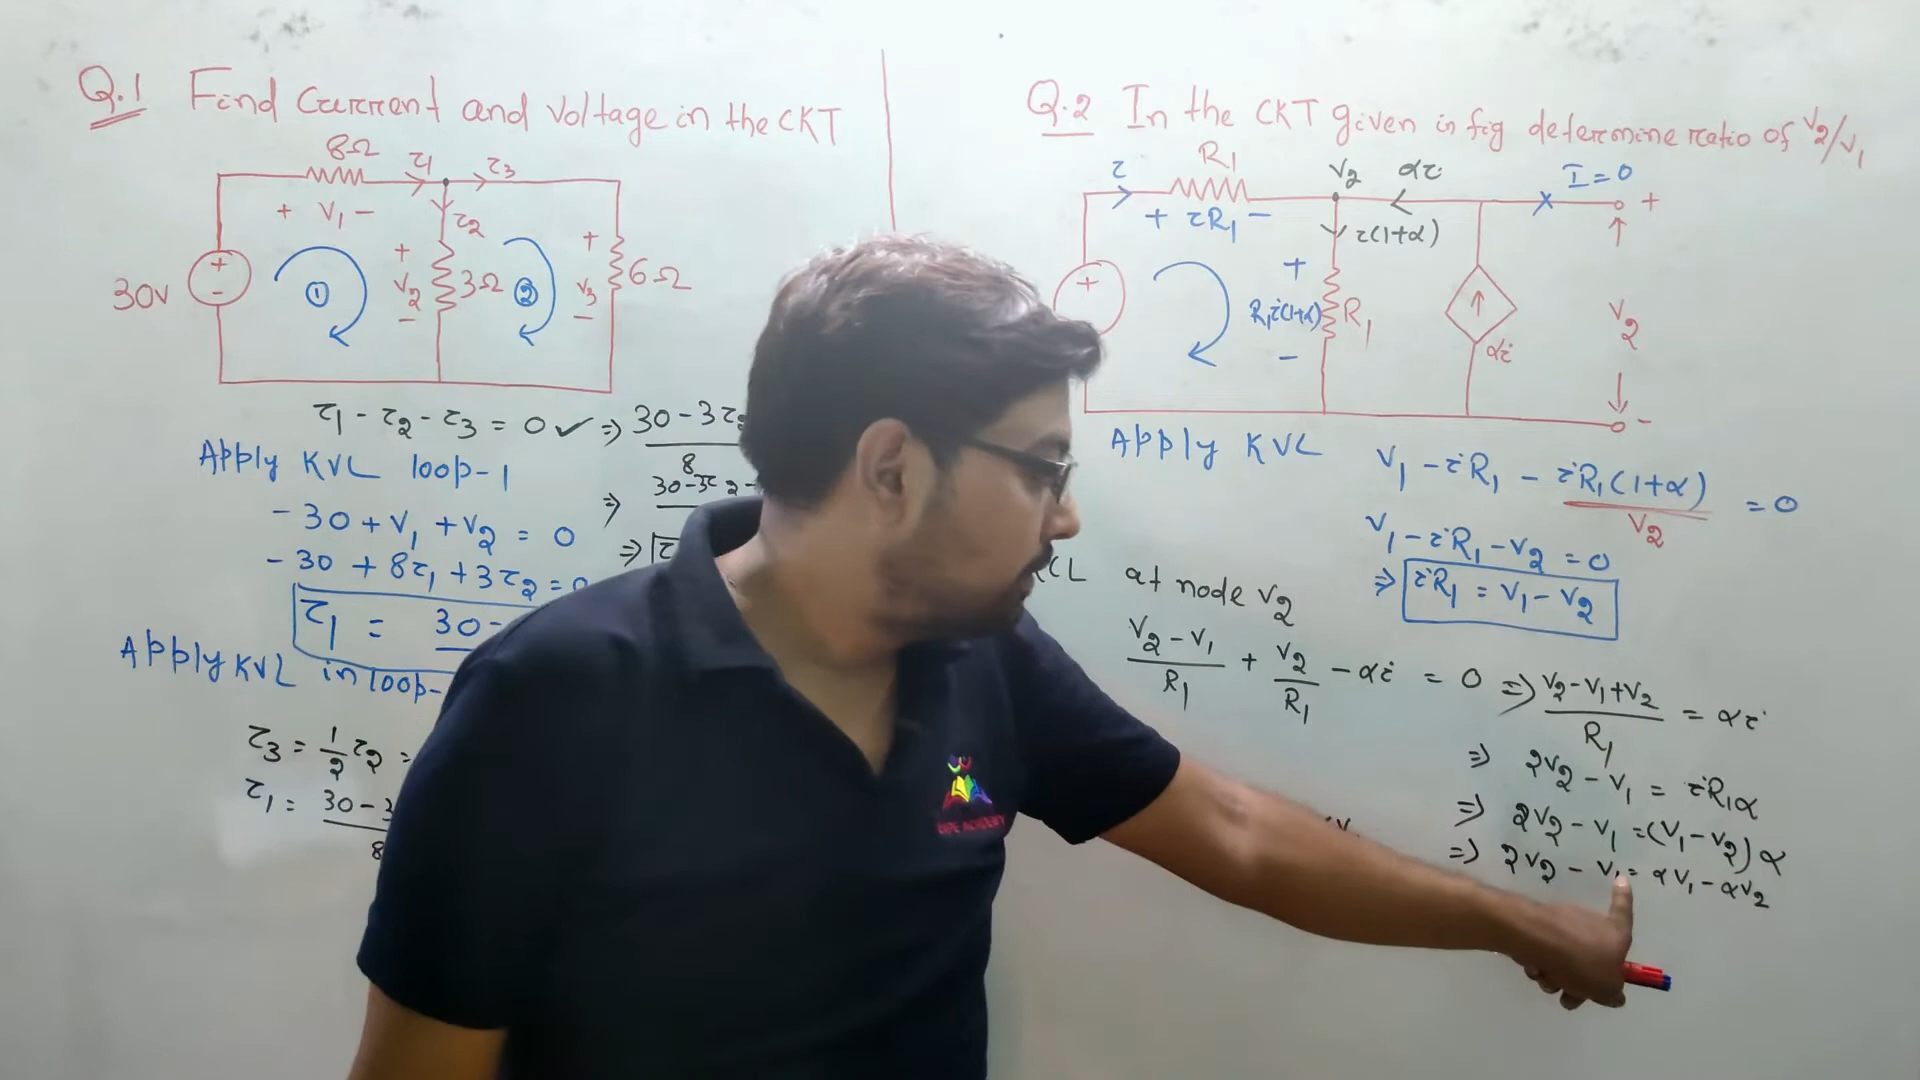 Q.1 Find Current and voltage in the CKT
8Ω i1 i3
+ V1 - i2
+ +
30V + - 1 V2 3Ω 2 V3 6Ω
- -
i1 - i2 - i3 = 0 ✓ ⇒ 30 - 3i2
8
Apply KVL loop-1
⇒ 30-3i2 -
- 30 + V1 + V2 = 0
⇒
- 30 + 8i1 + 3i2 = 0
i1 = 30-
Apply KVL in loop-
i3 = 1/2 i2 =
i1 = 30 - 3
8
Q.2 In the CKT given in fig determine ratio of V2/V1
i R1 V2 αi I=0
+ iR1 - i(1+α) +
+ + R1i(1+α) R1 αi V2
- -
Apply KVL V1 - iR1 - iR1(1+α) = 0
V2
V1 - iR1 - V2 = 0
⇒ iR1 = V1 - V2
KCL at node V2
V2 - V1 / R1 + V2 / R1 - αi = 0 ⇒ V2-V1+V2 / R1 = αi
⇒ 2V2 - V1 = iR1α
⇒ 2V2 - V1 = (V1 - V2)α
⇒ 2V2 - V1 = αV1 - αV2
ACADEMY